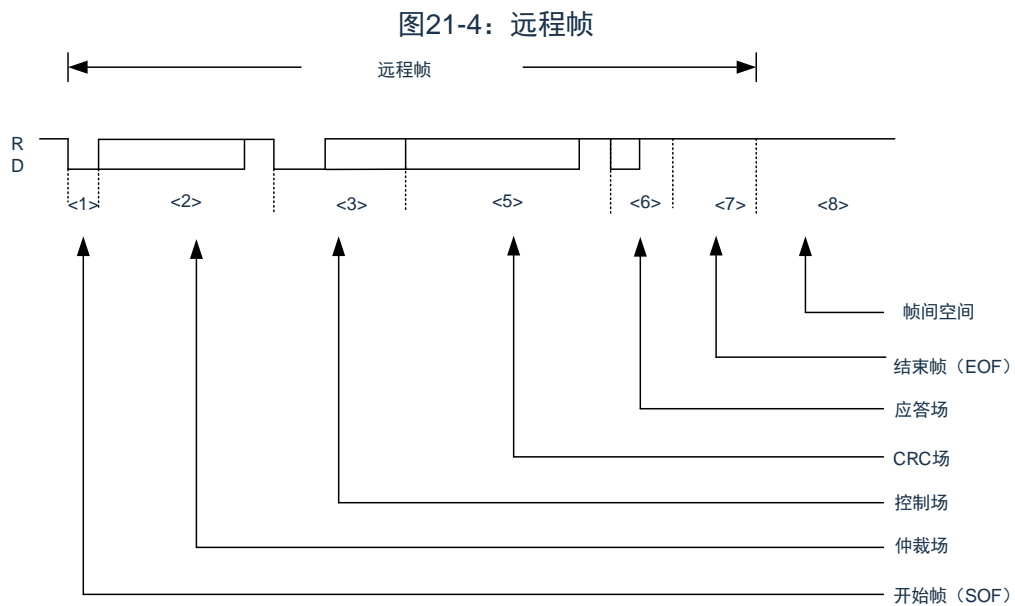 图21-4：远程帧
远程帧
R
D
<1>
<2>
<3>
<5>
<6>
<7>
<8>
帧间空间
结束帧（EOF）
应答场
CRC场
控制场
仲裁场
开始帧（SOF）